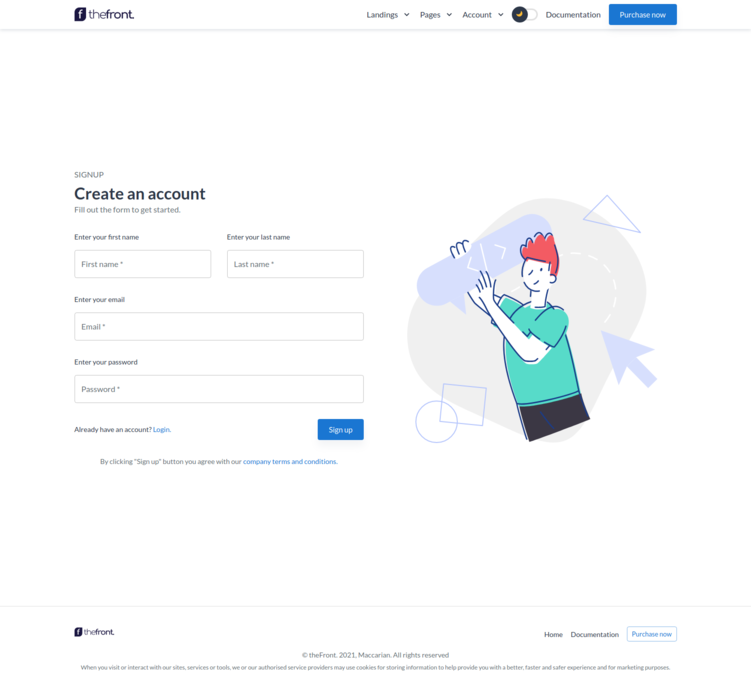 thefront.
Landings
Pages
Account
Documentation
Purchase now
SIGNUP
Create an account
Fill out the form to get started.
Enter your first name
Enter your last name
First name *
Last name *
Enter your email
Email *
Enter your password
Password *
Already have an account? Login.
Sign up
By clicking "Sign up" button you agree with our company terms and conditions.
thefront.
Home
Documentation
Purchase now
© theFront. 2021, Maccarian. All rights reserved
When you visit or interact with our sites, services or tools, we or our authorised service providers may use cookies for storing information to help provide you with a better, faster and safer experience and for marketing purposes.